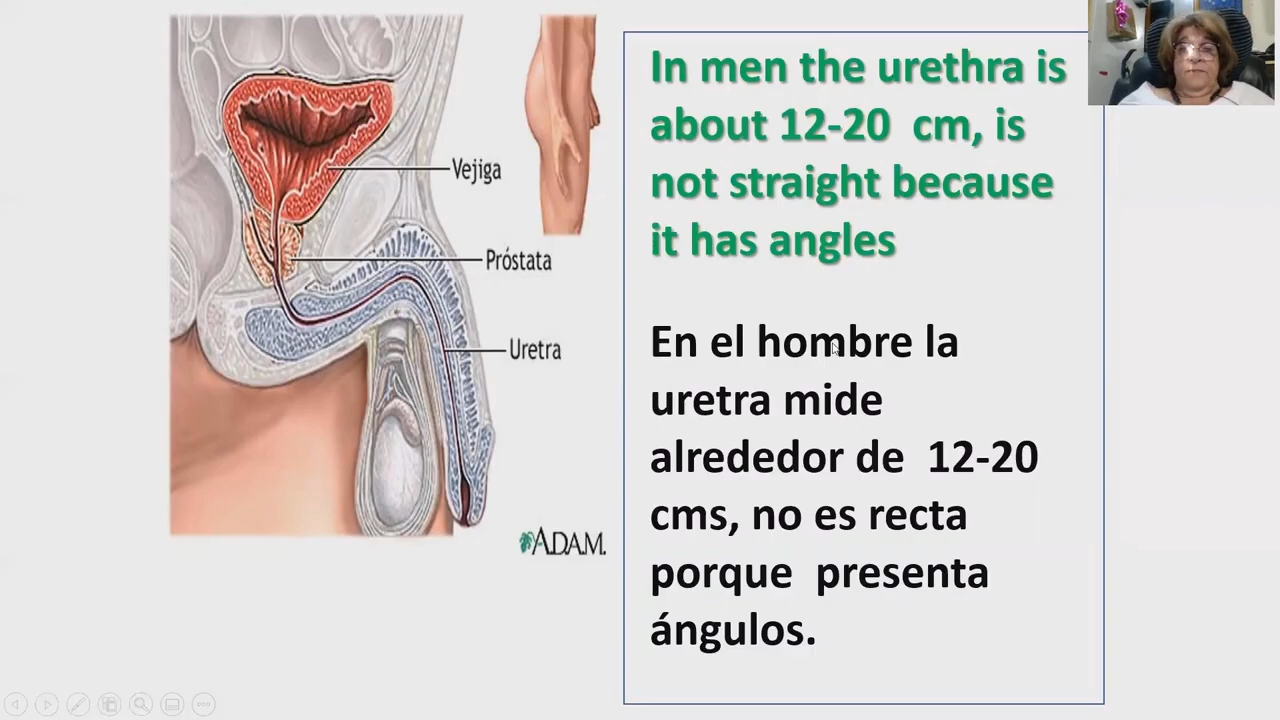 Vejiga
Próstata
Uretra
A.D.A.M.
In men the urethra is
about 12-20 cm, is
not straight because
it has angles
En el hombre la
uretra mide
alrededor de 12-20
cms, no es recta
porque presenta
ángulos.